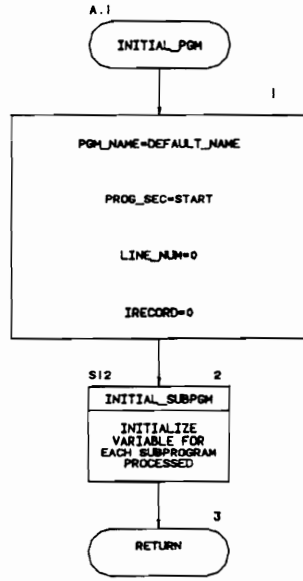 A.1
INITIAL_PGM
1
PGM_NAME=DEFAULT_NAME
PROG_SEC=START
LINE_NUM=0
IRECORD=0
S12 2
INITIAL_SUBPGM
INITIALIZE
VARIABLE FOR
EACH SUBPROGRAM
PROCESSED
3
RETURN